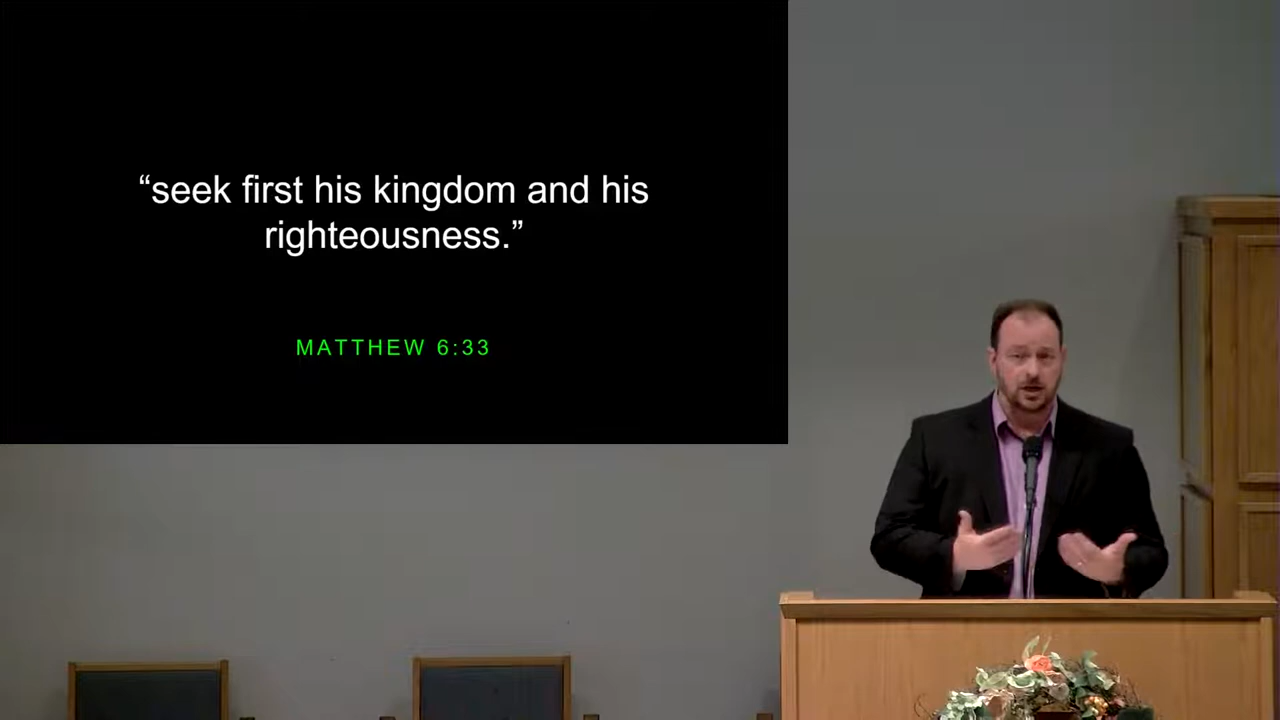 “seek first his kingdom and his
righteousness.”
MATTHEW 6:33